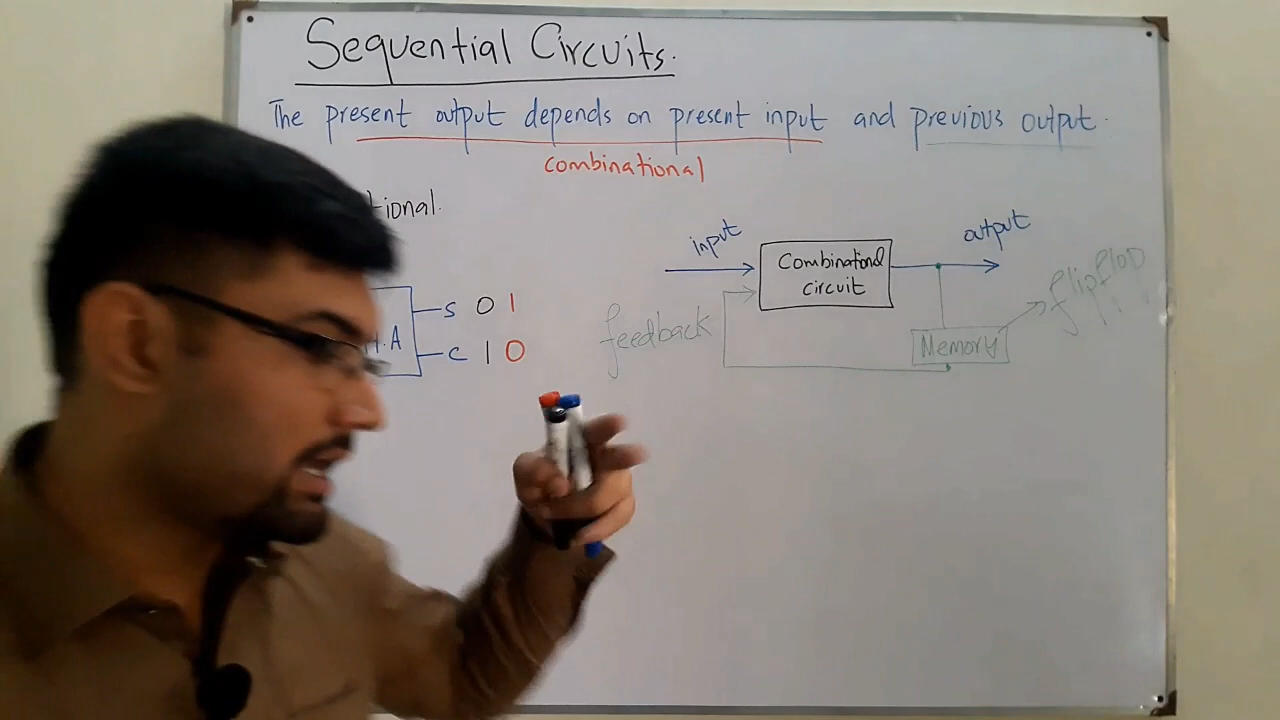 Sequential Circuits.
The present output depends on present input and previous output.
combinational
tional.
input
Combinational
circuit
output
flipflop
S 0 1
H.A
C 1 0
feedback
Memory